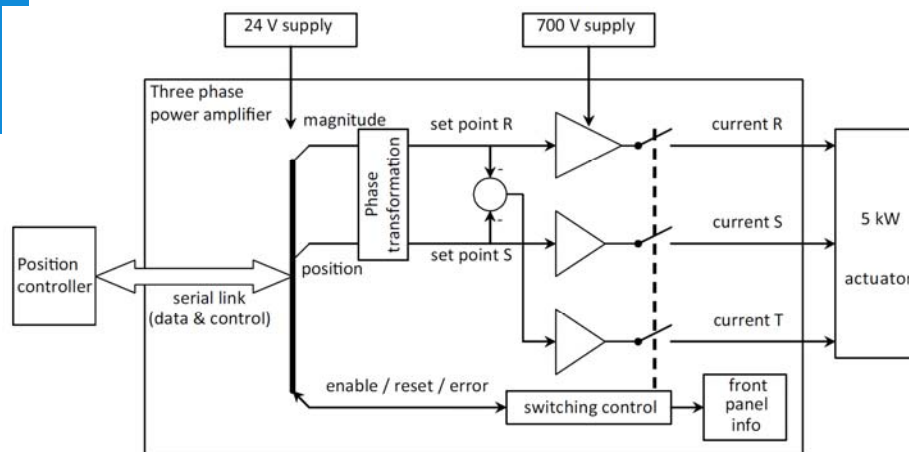 24 V supply
700 V supply
Three phase
power amplifier
magnitude
set point R
current R
Phase
transformation
-
-
position
set point S
current S
5 kW
actuator
Position
controller
serial link
(data & control)
current T
enable / reset / error
switching control
front
panel
info